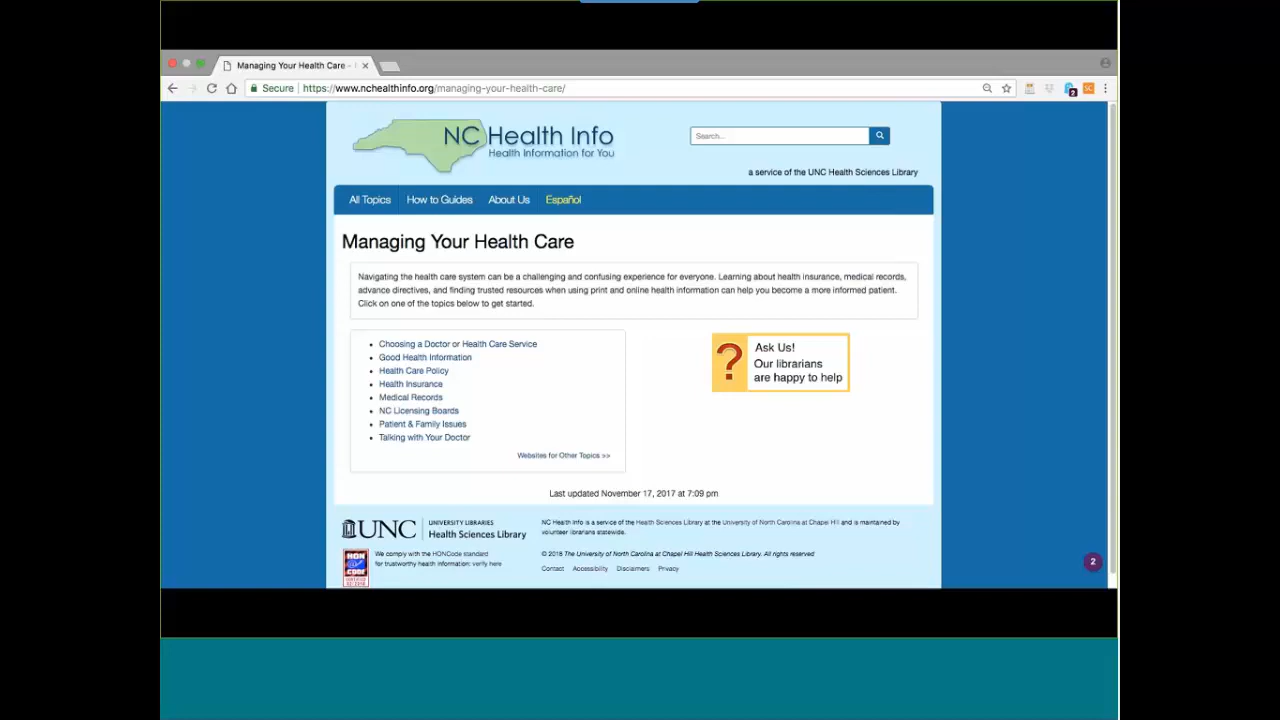 Managing Your Health Care -
Secure https://www.nchealthinfo.org/managing-your-health-care/
2
NC Health Info
Health Information for You
Search...
a service of the UNC Health Sciences Library
All Topics How to Guides About Us Español
Managing Your Health Care
Navigating the health care system can be a challenging and confusing experience for everyone. Learning about health insurance, medical records,
advance directives, and finding trusted resources when using print and online health information can help you become a more informed patient.
Click on one of the topics below to get started.
Choosing a Doctor or Health Care Service
Good Health Information
Health Care Policy
Health Insurance
Medical Records
NC Licensing Boards
Patient & Family Issues
Talking with Your Doctor
Websites for Other Topics >>
?
Ask Us!
Our librarians
are happy to help
Last updated November 17, 2017 at 7:09 pm
UNC
UNIVERSITY LIBRARIES
Health Sciences Library
NC Health Info is a service of the Health Sciences Library at the University of North Carolina at Chapel Hill and is maintained by
volunteer librarians statewide.
HON
@
CODE
We comply with the HONCode standard
for trustworthy health information: verify here
© 2018 The University of North Carolina at Chapel Hill Health Sciences Library. All rights reserved
Contact Accessibility Disclaimers Privacy
2